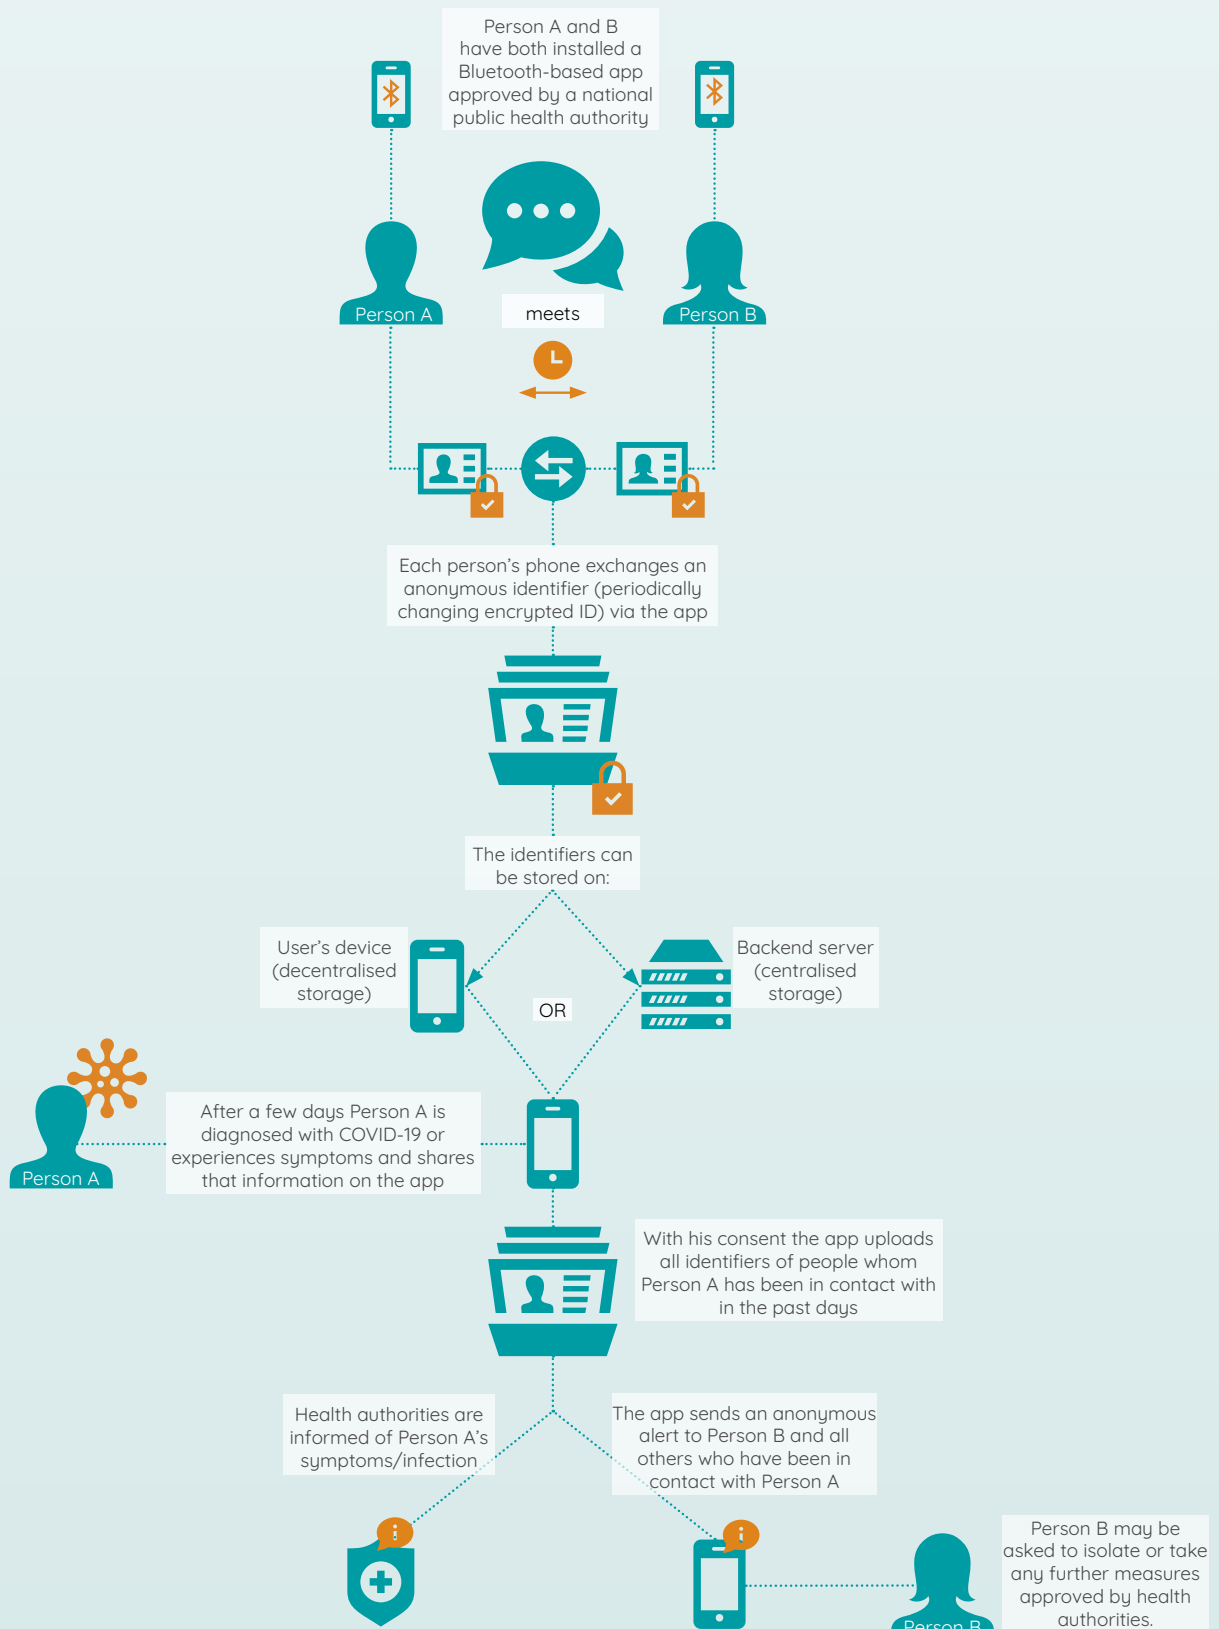 Person A and B
have both installed a
Bluetooth-based app
approved by a national
public health authority
Person A
meets
Person B
Each person's phone exchanges an
anonymous identifier (periodically
changing encrypted ID) via the app
The identifiers can
be stored on:
User's device
(decentralised
storage)
OR
Backend server
(centralised
storage)
Person A
After a few days Person A is
diagnosed with COVID-19 or
experiences symptoms and shares
that information on the app
With his consent the app uploads
all identifiers of people whom
Person A has been in contact with
in the past days
Health authorities are
informed of Person A's
symptoms/infection
The app sends an anonymous
alert to Person B and all
others who have been in
contact with Person A
i
i
Person B
Person B may be
asked to isolate or take
any further measures
approved by health
authorities.